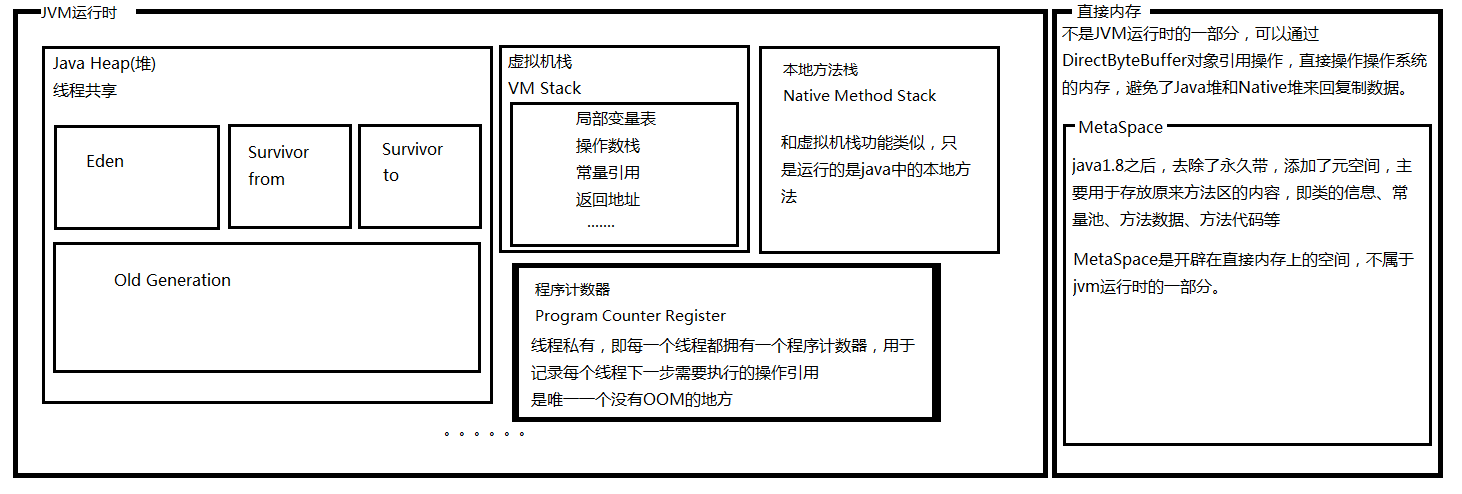 JVM运行时
Java Heap(堆)
线程共享
Eden
Survivor
from
Survivor
to
Old Generation
虚拟机栈
VM Stack
局部变量表
操作数栈
常量引用
返回地址
.......
本地方法栈
Native Method Stack
和虚拟机栈功能类似，只
是运行的是java中的本地方
法
程序计数器
Program Counter Register
线程私有，即每一个线程都拥有一个程序计数器，用于
记录每个线程下一步需要执行的操作引用
是唯一一个没有OOM的地方
。。。。。。
直接内存
不是JVM运行时的一部分，可以通过
DirectByteBuffer对象引用操作，直接操作操作系统
的内存，避免了Java堆和Native堆来回复制数据。
MetaSpace
java1.8之后，去除了永久带，添加了元空间，主
要用于存放原来方法区的内容，即类的信息、常
量池、方法数据、方法代码等
MetaSpace是开辟在直接内存上的空间，不属于
jvm运行时的一部分。